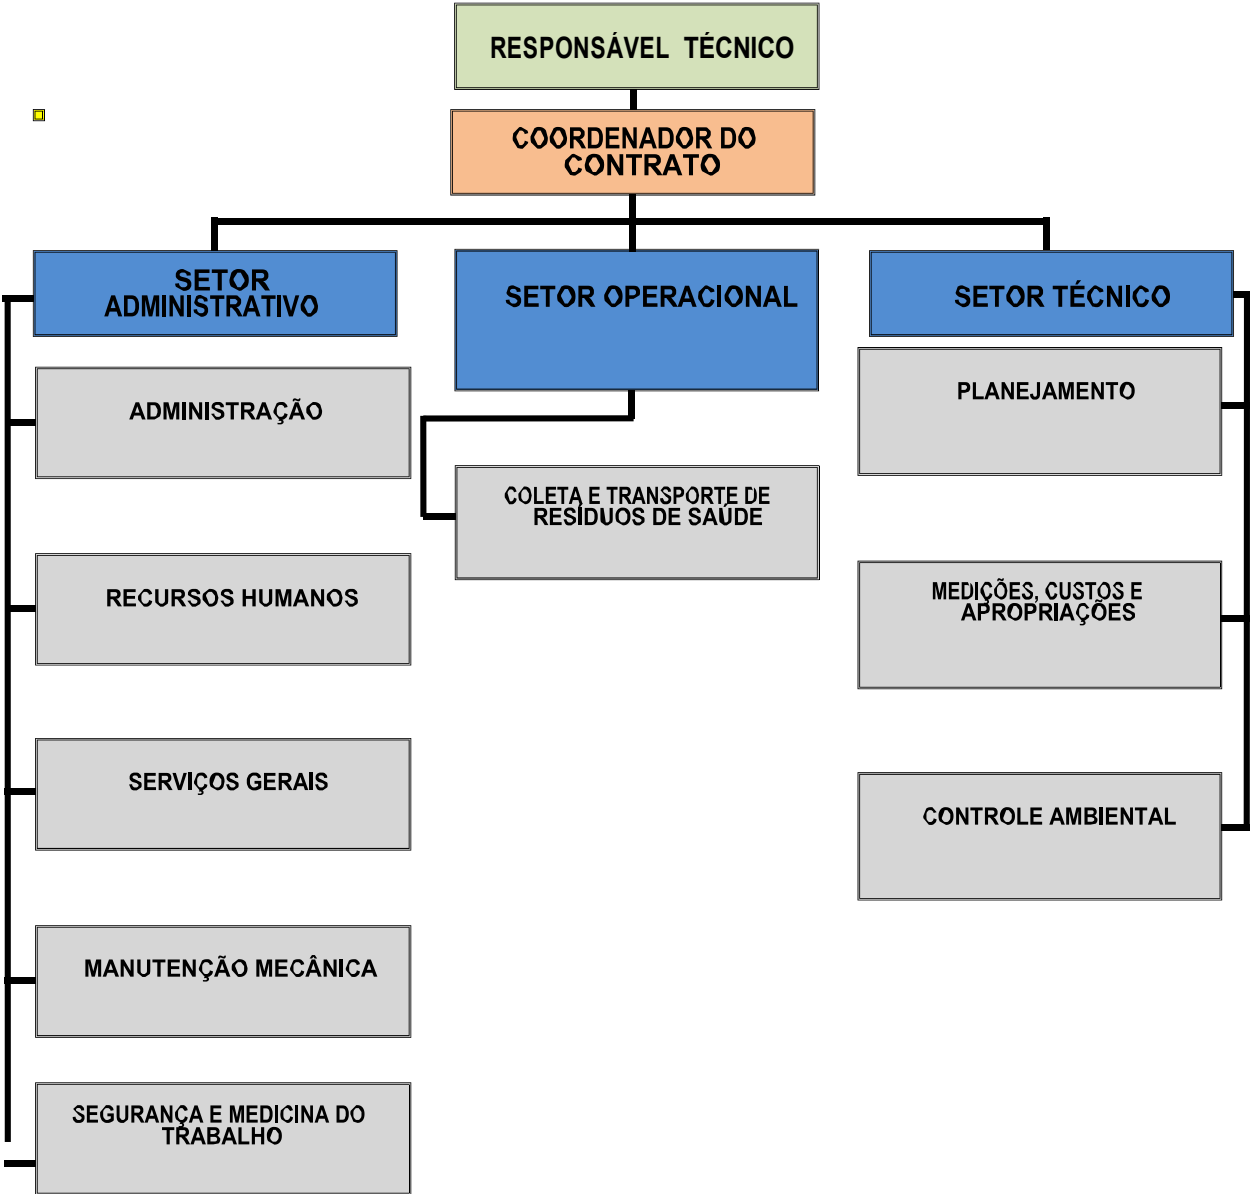 RESPONSÁVEL TÉCNICO
COORDENADOR DO
CONTRATO
SETOR
ADMINISTRATIVO
SETOR OPERACIONAL
SETOR TÉCNICO
ADMINISTRAÇÃO
RECURSOS HUMANOS
SERVIÇOS GERAIS
MANUTENÇÃO MECÂNICA
SEGURANÇA E MEDICINA DO
TRABALHO
COLETA E TRANSPORTE DE
RESÍDUOS DE SAÚDE
PLANEJAMENTO
MEDIÇÕES, CUSTOS E
APROPRIAÇÕES
CONTROLE AMBIENTAL